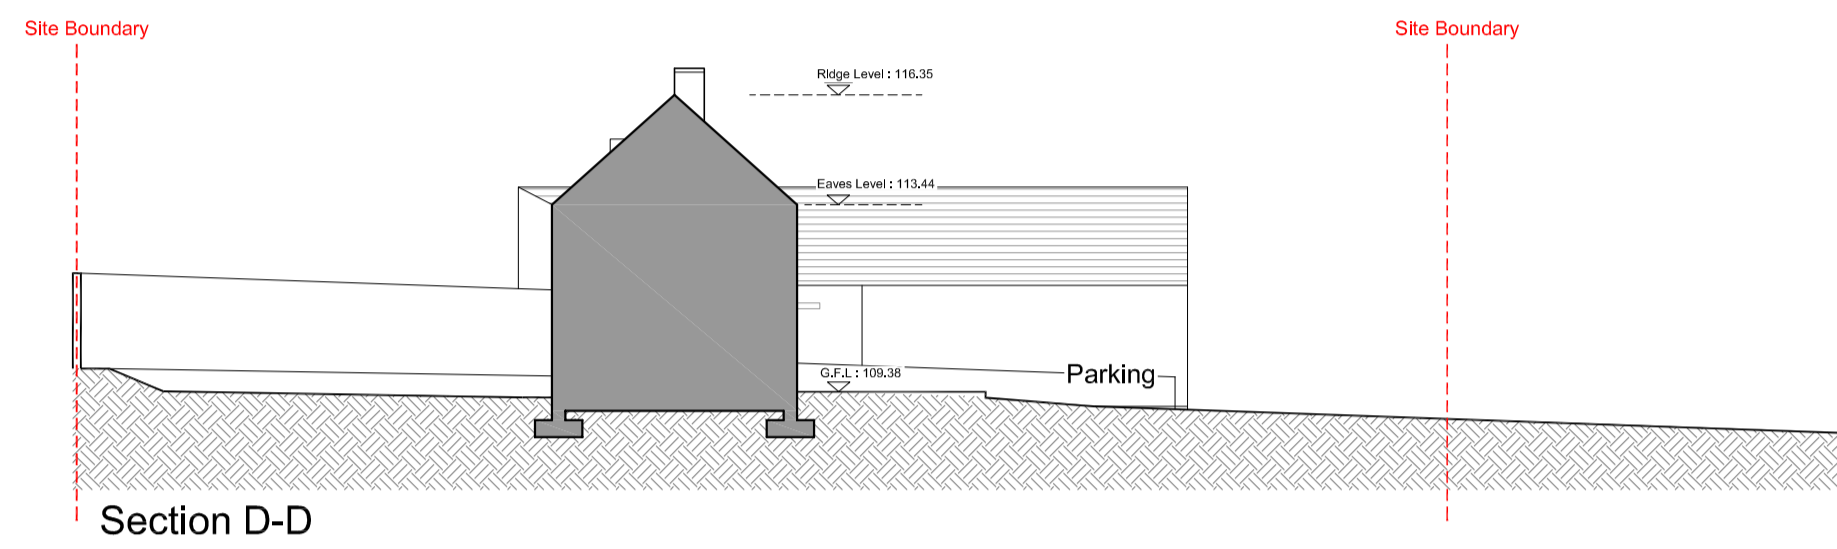 Site Boundary
Site Boundary
Ridge Level : 116.35
Eaves Level : 113.44
G.F.L : 109.38
Parking
Section D-D